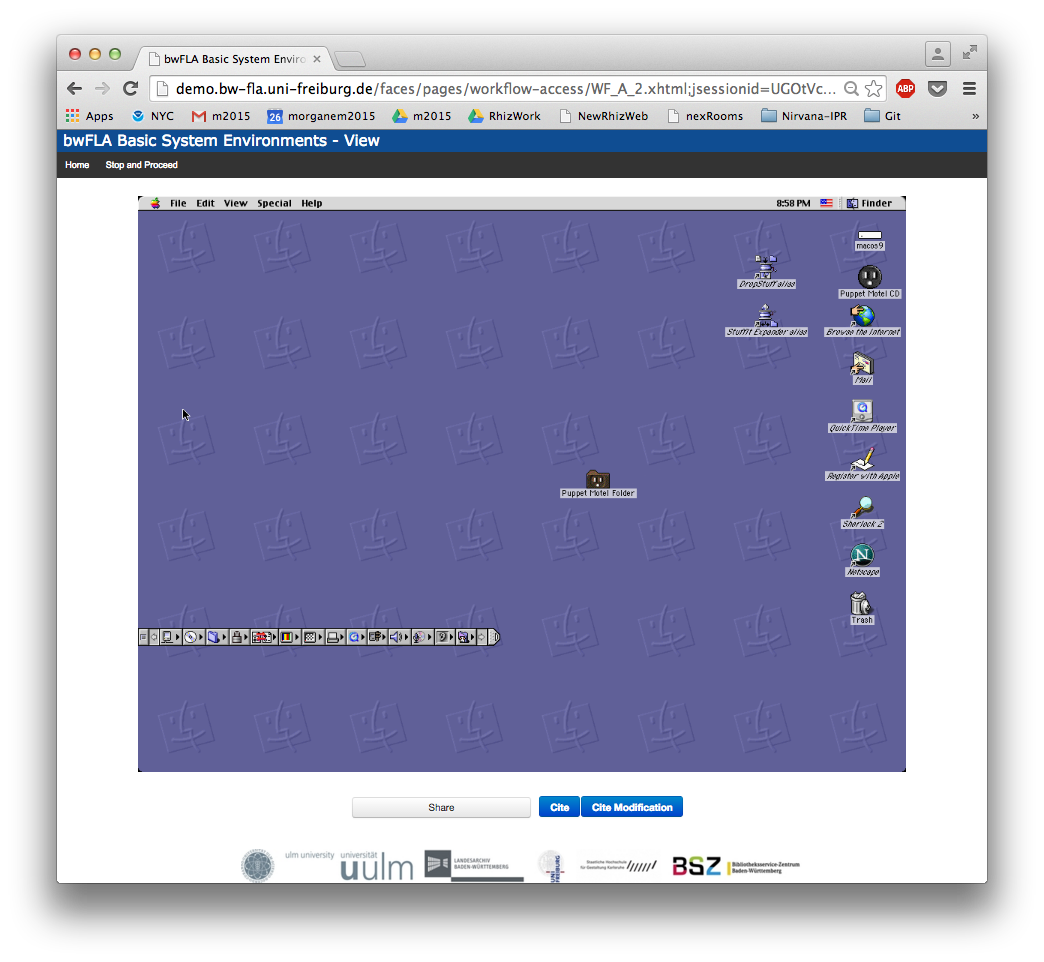 bwFLA Basic System Enviro
demo.bw-fla.uni-freiburg.de/faces/pages/workflow-access/WF_A_2.xhtml;jsessionid=UGOtVc...
ABP
Apps NYC m2015 26 morganem2015 m2015 RhizWork NewRhizWeb nexRooms Nirvana-IPR Git »
bwFLA Basic System Environments - View
Home Stop and Proceed
File Edit View Special Help 8:58 PM Finder
macos9
DropStuff alias
Puppet Motel CD
StuffIt Expander alias
Browse the Internet
Mail
QuickTime Player
Register with Apple
Puppet Motel Folder
Sherlock 2
Netscape
Trash
Share Cite Cite Modification
ulm university universität
uulm
LANDESARCHIV
BADEN-WÜRTTEMBERG
UNI
FREIBURG
Staatliche Hochschule
für Gestaltung Karlsruhe
BSZ
Bibliotheksservice-Zentrum
Baden-Württemberg